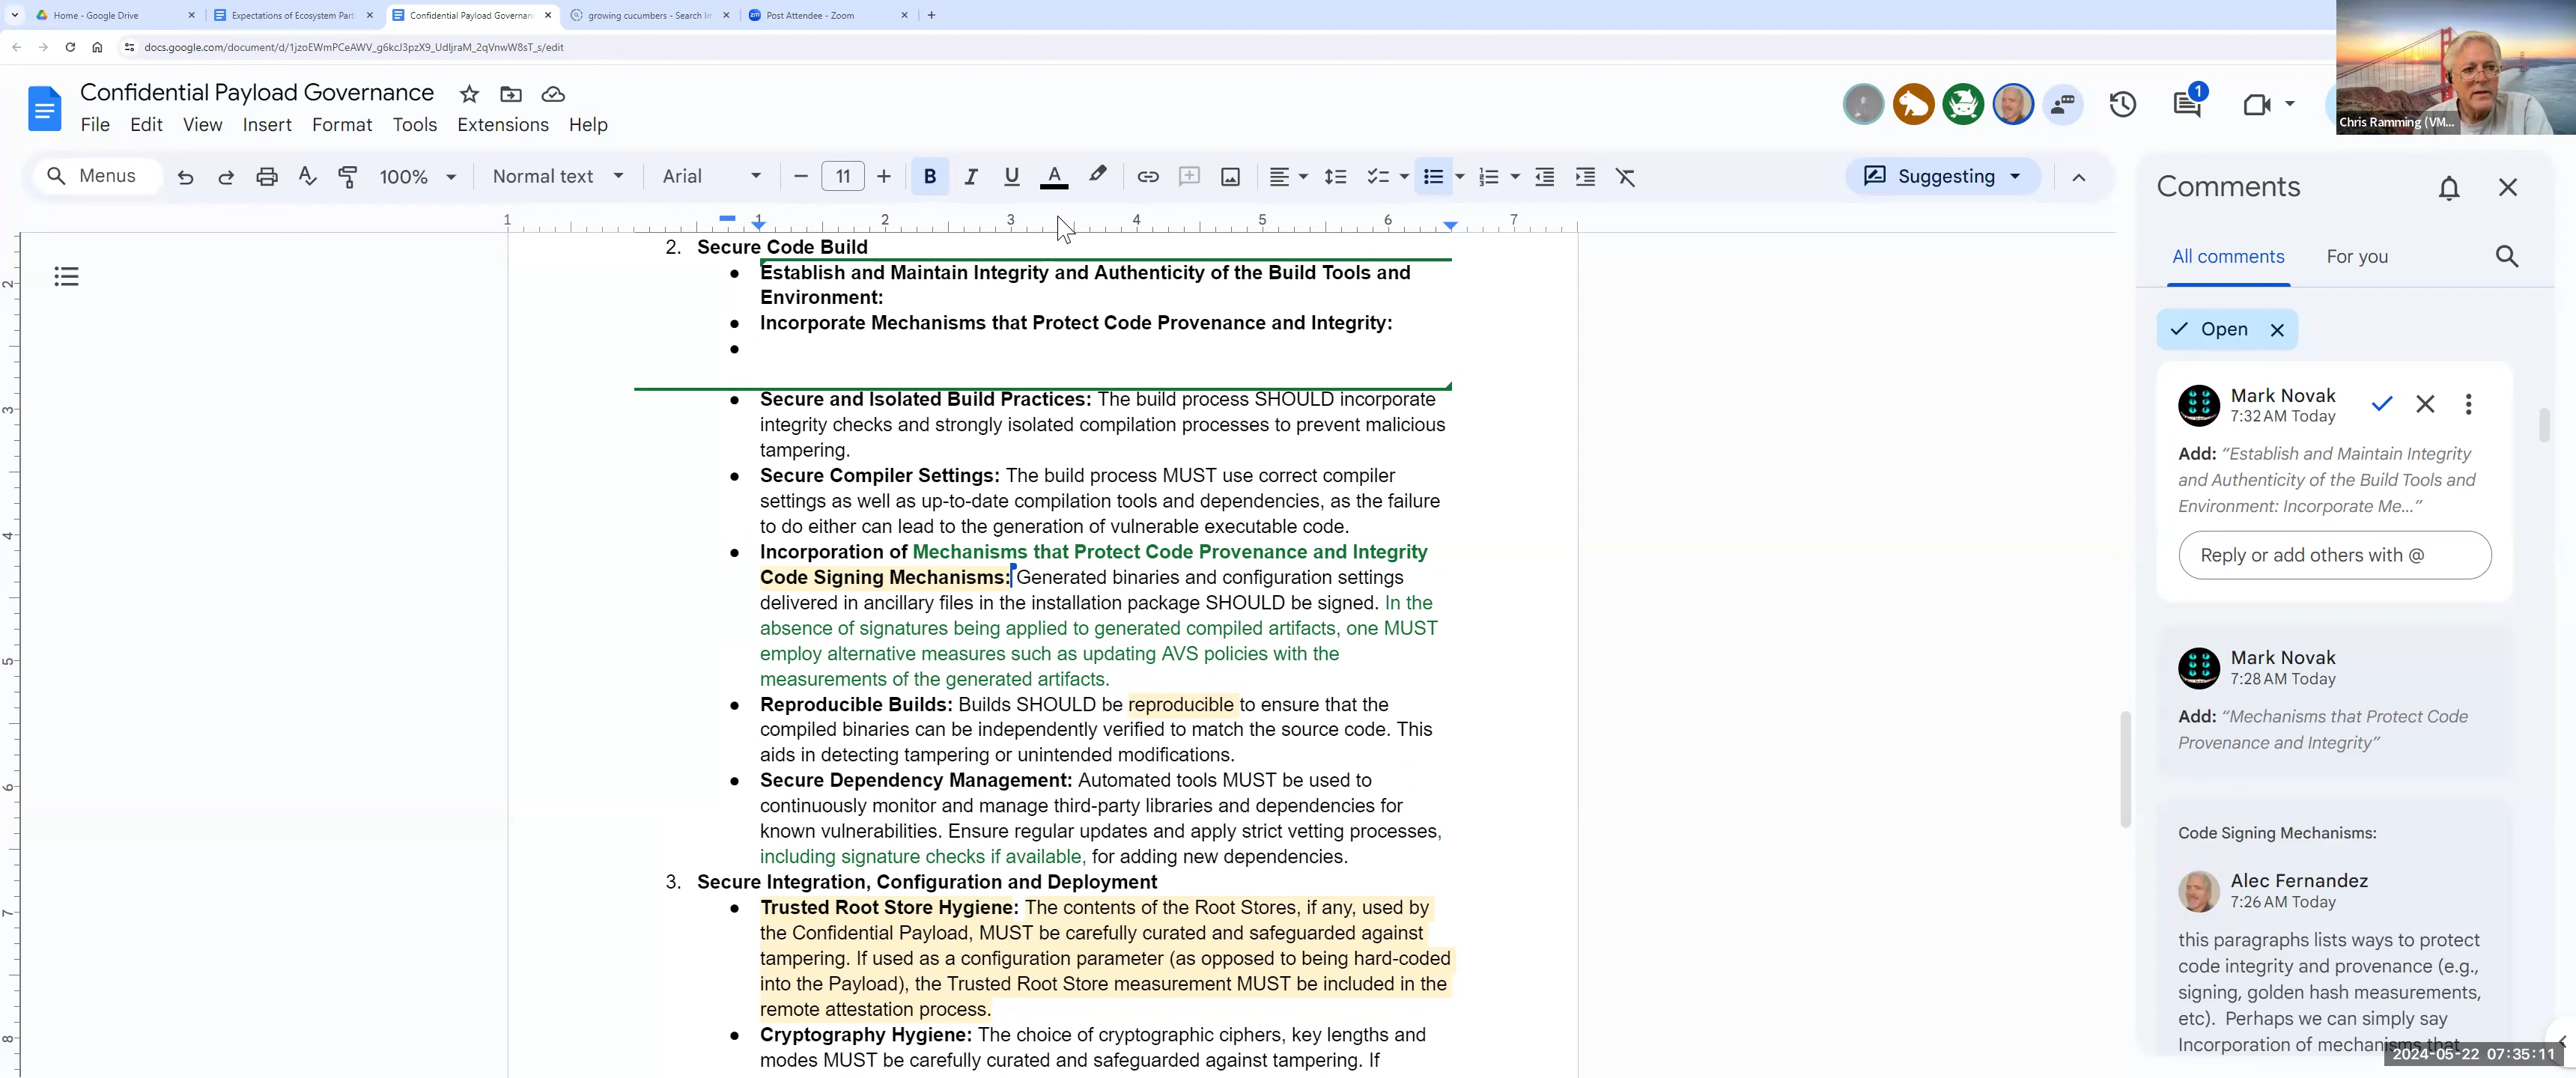 Home - Google Drive
Expectations of Ecosystem Part
Confidential Payload Governan
growing cucumbers - Search Im
Post Attendee - Zoom
docs.google.com/document/d/1jzoEWmPCeAWV_g6kcJ3pzX9_UdljraM_2qVnwW8sT_s/edit
Chris Ramming (VM...
Confidential Payload Governance
File Edit View Insert Format Tools Extensions Help
1
Menus
100%
Normal text
Arial
11
B I U A
Suggesting
1 1 2 3 4 5 6 7
2. Secure Code Build
● Establish and Maintain Integrity and Authenticity of the Build Tools and
Environment:
● Incorporate Mechanisms that Protect Code Provenance and Integrity:
●
● Secure and Isolated Build Practices: The build process SHOULD incorporate
integrity checks and strongly isolated compilation processes to prevent malicious
tampering.
● Secure Compiler Settings: The build process MUST use correct compiler
settings as well as up-to-date compilation tools and dependencies, as the failure
to do either can lead to the generation of vulnerable executable code.
● Incorporation of Mechanisms that Protect Code Provenance and Integrity
Code Signing Mechanisms: Generated binaries and configuration settings
delivered in ancillary files in the installation package SHOULD be signed. In the
absence of signatures being applied to generated compiled artifacts, one MUST
employ alternative measures such as updating AVS policies with the
measurements of the generated artifacts.
● Reproducible Builds: Builds SHOULD be reproducible to ensure that the
compiled binaries can be independently verified to match the source code. This
aids in detecting tampering or unintended modifications.
● Secure Dependency Management: Automated tools MUST be used to
continuously monitor and manage third-party libraries and dependencies for
known vulnerabilities. Ensure regular updates and apply strict vetting processes,
including signature checks if available, for adding new dependencies.
3. Secure Integration, Configuration and Deployment
● Trusted Root Store Hygiene: The contents of the Root Stores, if any, used by
the Confidential Payload, MUST be carefully curated and safeguarded against
tampering. If used as a configuration parameter (as opposed to being hard-coded
into the Payload), the Trusted Root Store measurement MUST be included in the
remote attestation process.
● Cryptography Hygiene: The choice of cryptographic ciphers, key lengths and
modes MUST be carefully curated and safeguarded against tampering. If
2
3
4
5
6
7
8
Comments
All comments
For you
Open
Mark Novak
7:32 AM Today
Add: “Establish and Maintain Integrity
and Authenticity of the Build Tools and
Environment: Incorporate Me...”
Reply or add others with @
Mark Novak
7:28 AM Today
Add: “Mechanisms that Protect Code
Provenance and Integrity”
Code Signing Mechanisms:
Alec Fernandez
7:26 AM Today
this paragraphs lists ways to protect
code integrity and provenance (e.g.,
signing, golden hash measurements,
etc). Perhaps we can simply say
Incorporation of mechanisms that
2024-05-22 07:35:11